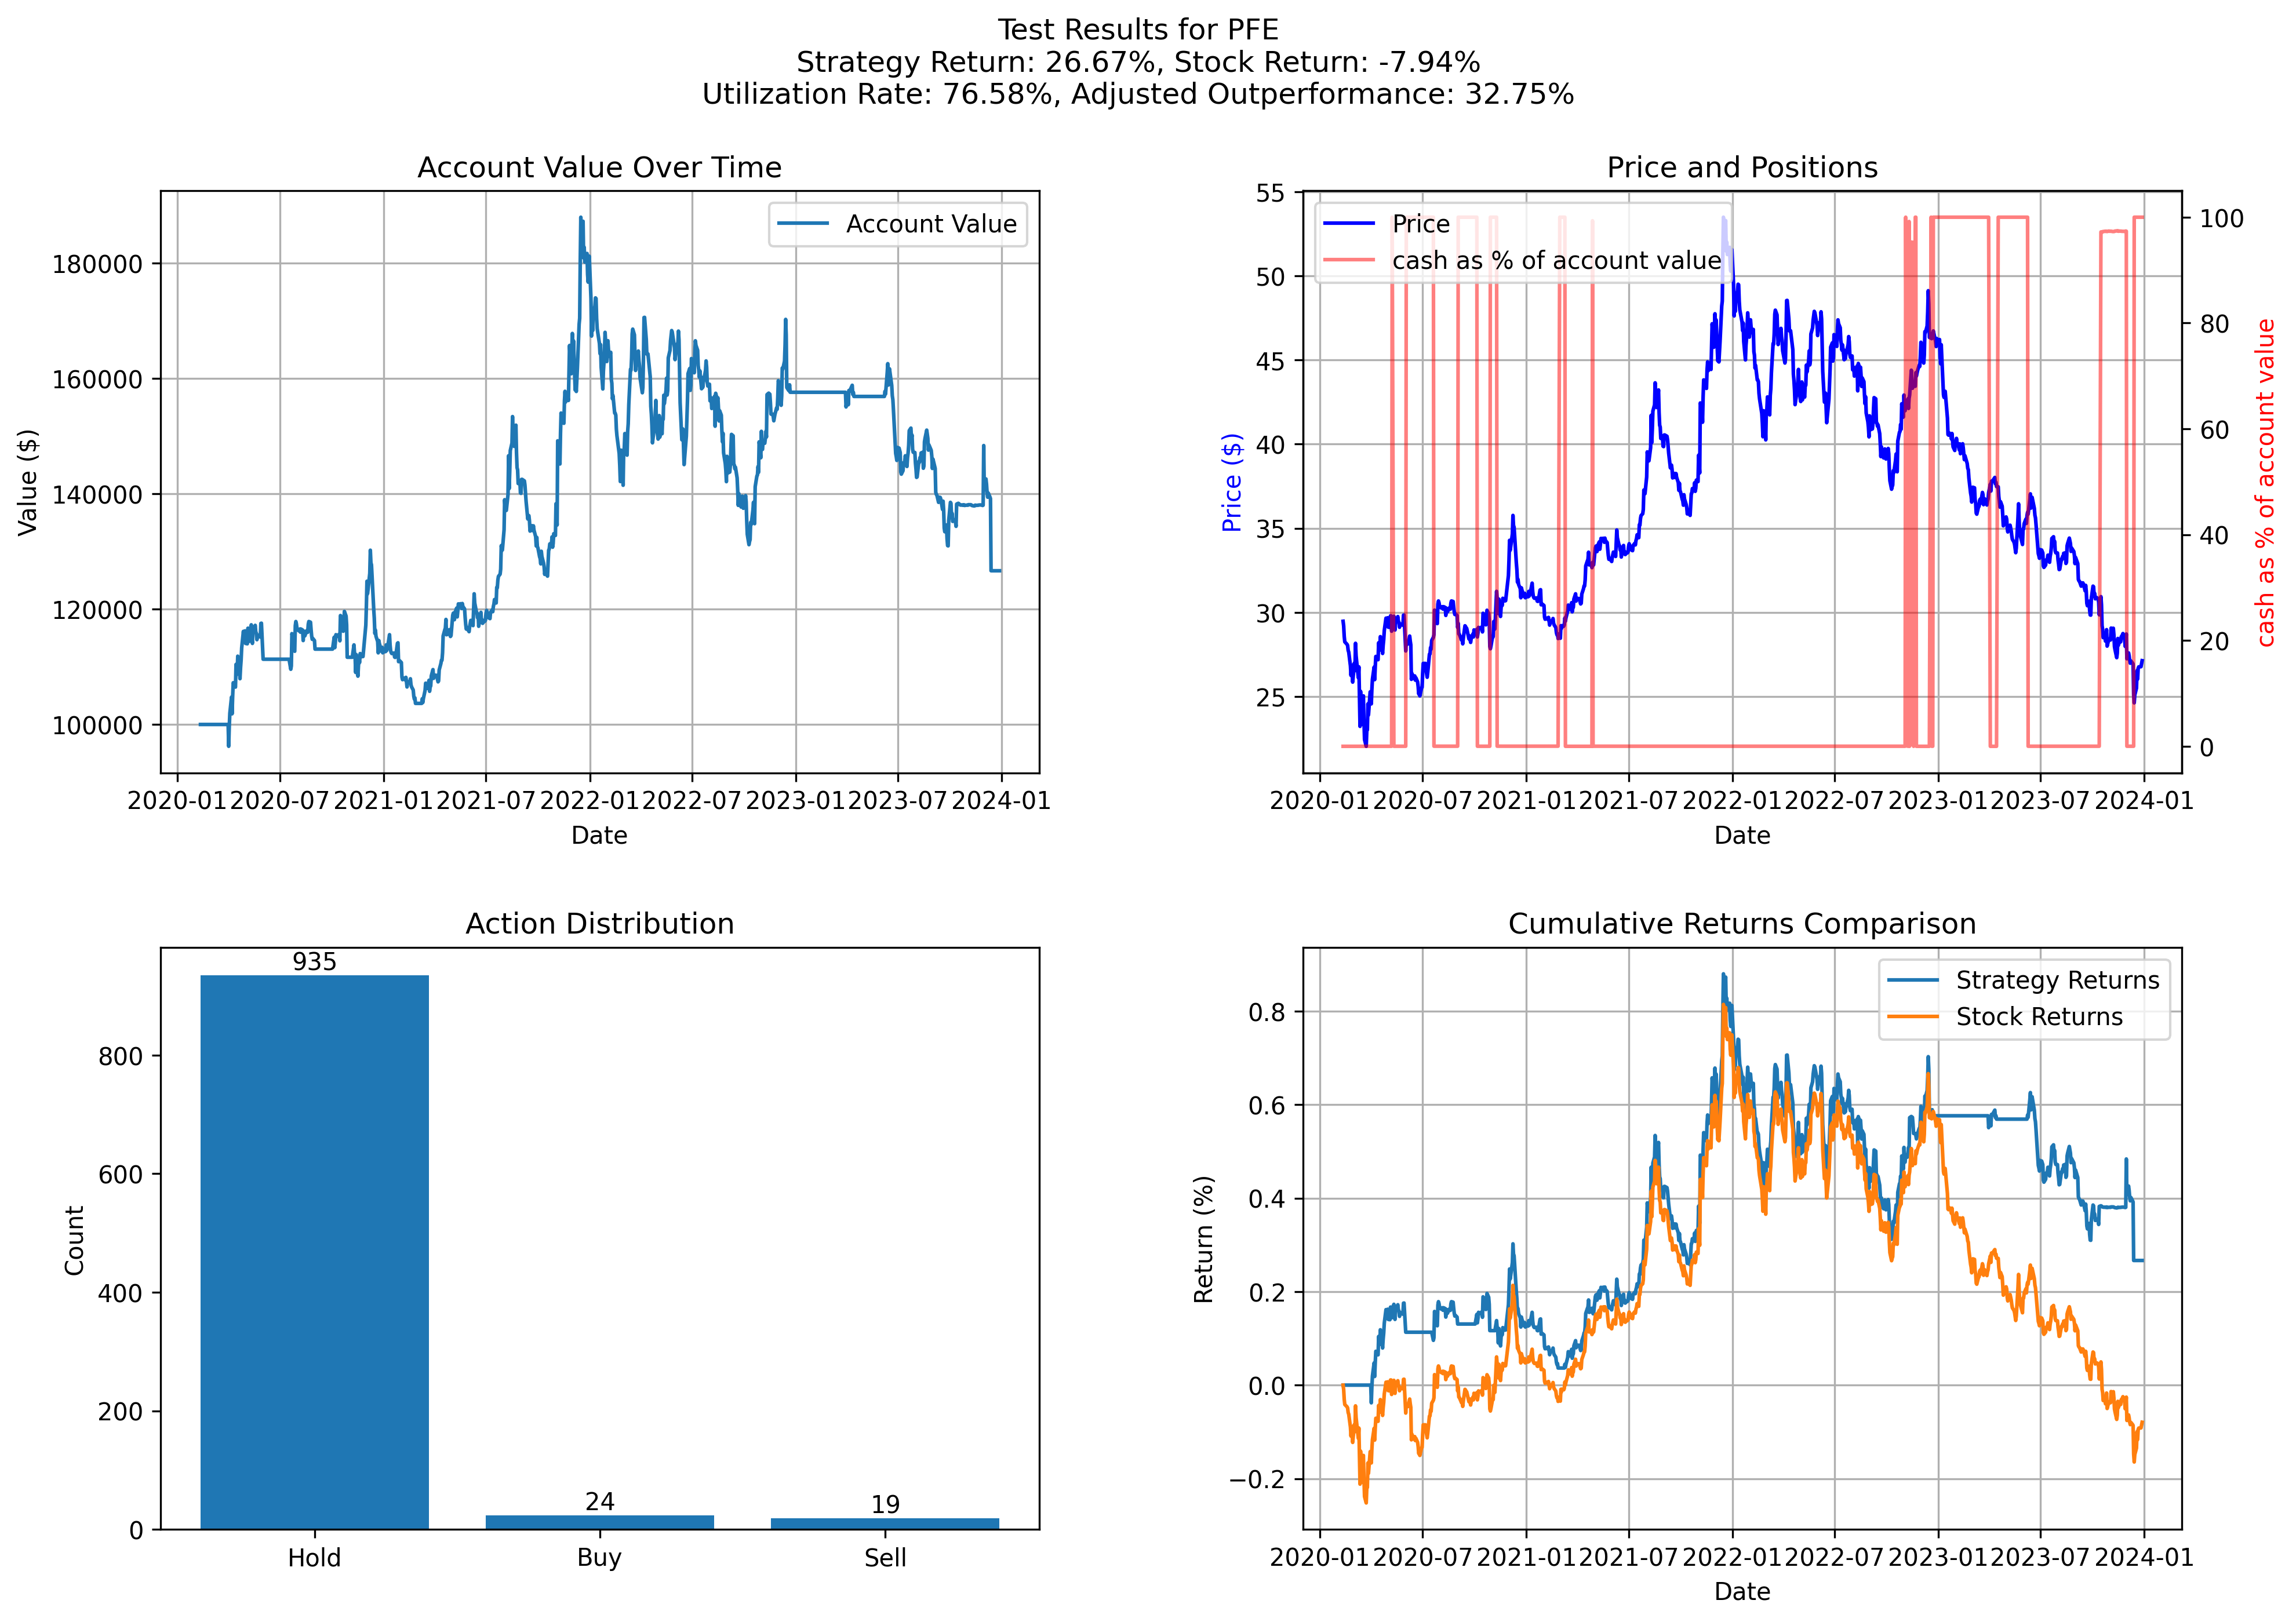 Test Results for PFE
Strategy Return: 26.67%, Stock Return: -7.94%
Utilization Rate: 76.58%, Adjusted Outperformance: 32.75%
Account Value Over Time
Account Value
Value ($)
180000
160000
140000
120000
100000
2020-01 2020-07 2021-01 2021-07 2022-01 2022-07 2023-01 2023-07 2024-01
Date
Price and Positions
Price
cash as % of account value
Price ($)
55
50
45
40
35
30
25
100
80
60
40
20
0
cash as % of account value
2020-01 2020-07 2021-01 2021-07 2022-01 2022-07 2023-01 2023-07 2024-01
Date
Action Distribution
Count
800
600
400
200
0
935
24
19
Hold Buy Sell
Cumulative Returns Comparison
Strategy Returns
Stock Returns
Return (%)
0.8
0.6
0.4
0.2
0.0
−0.2
2020-01 2020-07 2021-01 2021-07 2022-01 2022-07 2023-01 2023-07 2024-01
Date